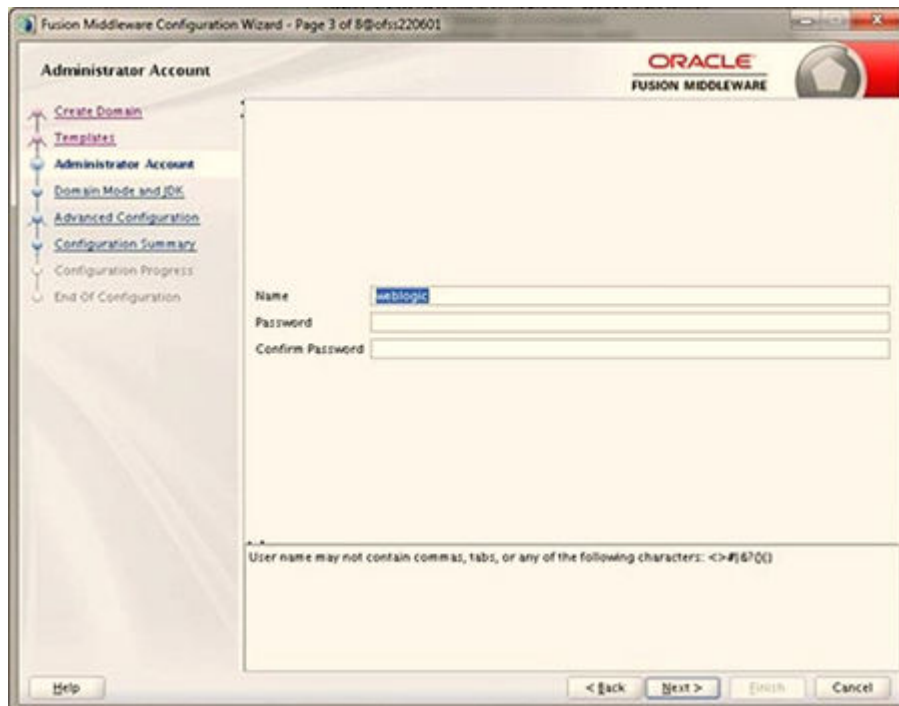 Fusion Middleware Configuration Wizard - Page 3 of 8@ofss220601
Administrator Account
ORACLE
FUSION MIDDLEWARE
Create Domain
Templates
Administrator Account
Domain Mode and JDK
Advanced Configuration
Configuration Summary
Configuration Progress
End Of Configuration
Name weblogic
Password
Confirm Password
User name may not contain commas, tabs, or any of the following characters:
Help
< Back
Next >
Finish
Cancel